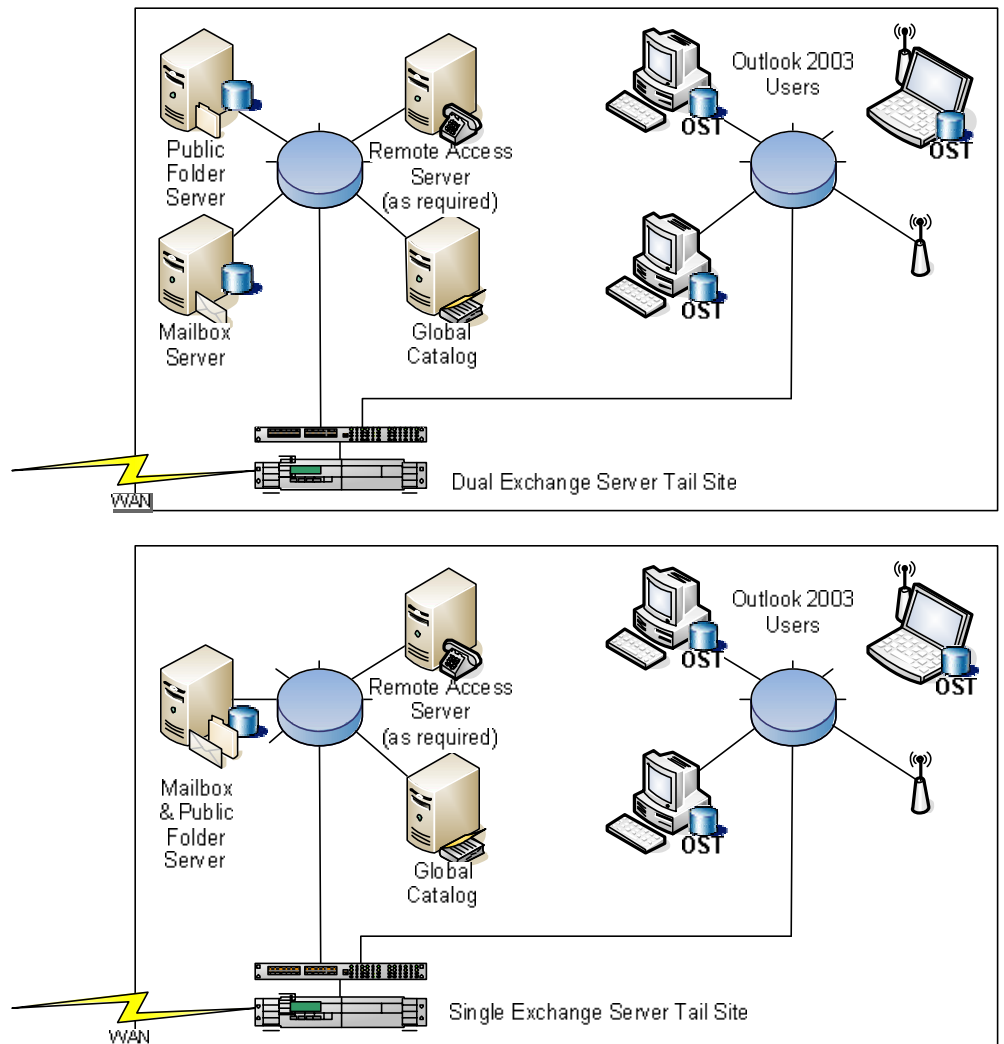 Public
Folder
Server
Remote Access
Server
(as required)
Outlook 2003
Users
OST
OST
OST
Mailbox
Server
Global
Catalog
WAN
Dual Exchange Server Tail Site
Mailbox
& Public
Folder
Server
Remote Access
Server
(as required)
Global
Catalog
Outlook 2003
Users
OST
OST
OST
WAN
Single Exchange Server Tail Site